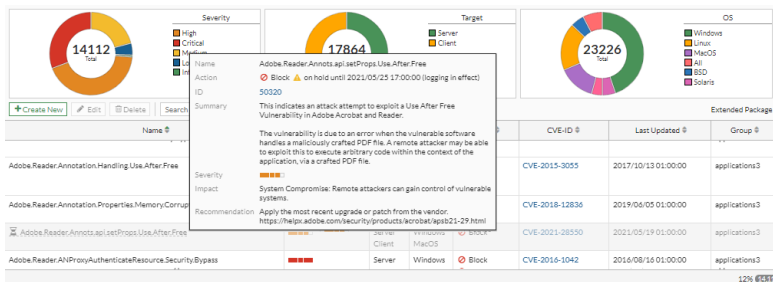 Severity
14112
Total
High
Critical
Medium
Target
17864
Server
Client
OS
23226
Total
Windows
Linux
MacOS
All
BSD
Solaris
Name Adobe.Reader.Annots.api.setProps.Use.After.Free
Action Block on hold until 2021/05/25 17:00:00 (logging in effect)
ID 50320
Summary This indicates an attack attempt to exploit a Use After Free
Vulnerability in Adobe Acrobat and Reader.
The vulnerability is due to an error when the vulnerable software
handles a maliciously crafted PDF file. A remote attacker may be able
to exploit this to execute arbitrary code within the context of the
application, via a crafted PDF file.
Severity
Impact System Compromise: Remote attackers can gain control of vulnerable
systems.
Recommendation Apply the most recent upgrade or patch from the vendor.
https://helpx.adobe.com/security/products/acrobat/apsb21-29.html
Create New Edit Delete Search Extended Package
Name CVE-ID Last Updated Group
Adobe.Reader.Annotation.Handling.Use.After.Free CVE-2015-3055 2017/10/13 01:00:00 applications3
Adobe.Reader.Annotation.Properties.Memory.Corrup CVE-2018-12836 2019/06/05 01:00:00 applications3
Adobe.Reader.Annots.api.setProps.Use.After.Free Server Windows Block CVE-2021-28550 2021/05/19 01:00:00 applications3
Client MacOS
Adobe.Reader.ANProxyAuthenticateResource.Security.Bypass Server Windows Block CVE-2016-1042 2016/08/16 01:00:00 applications3
12%